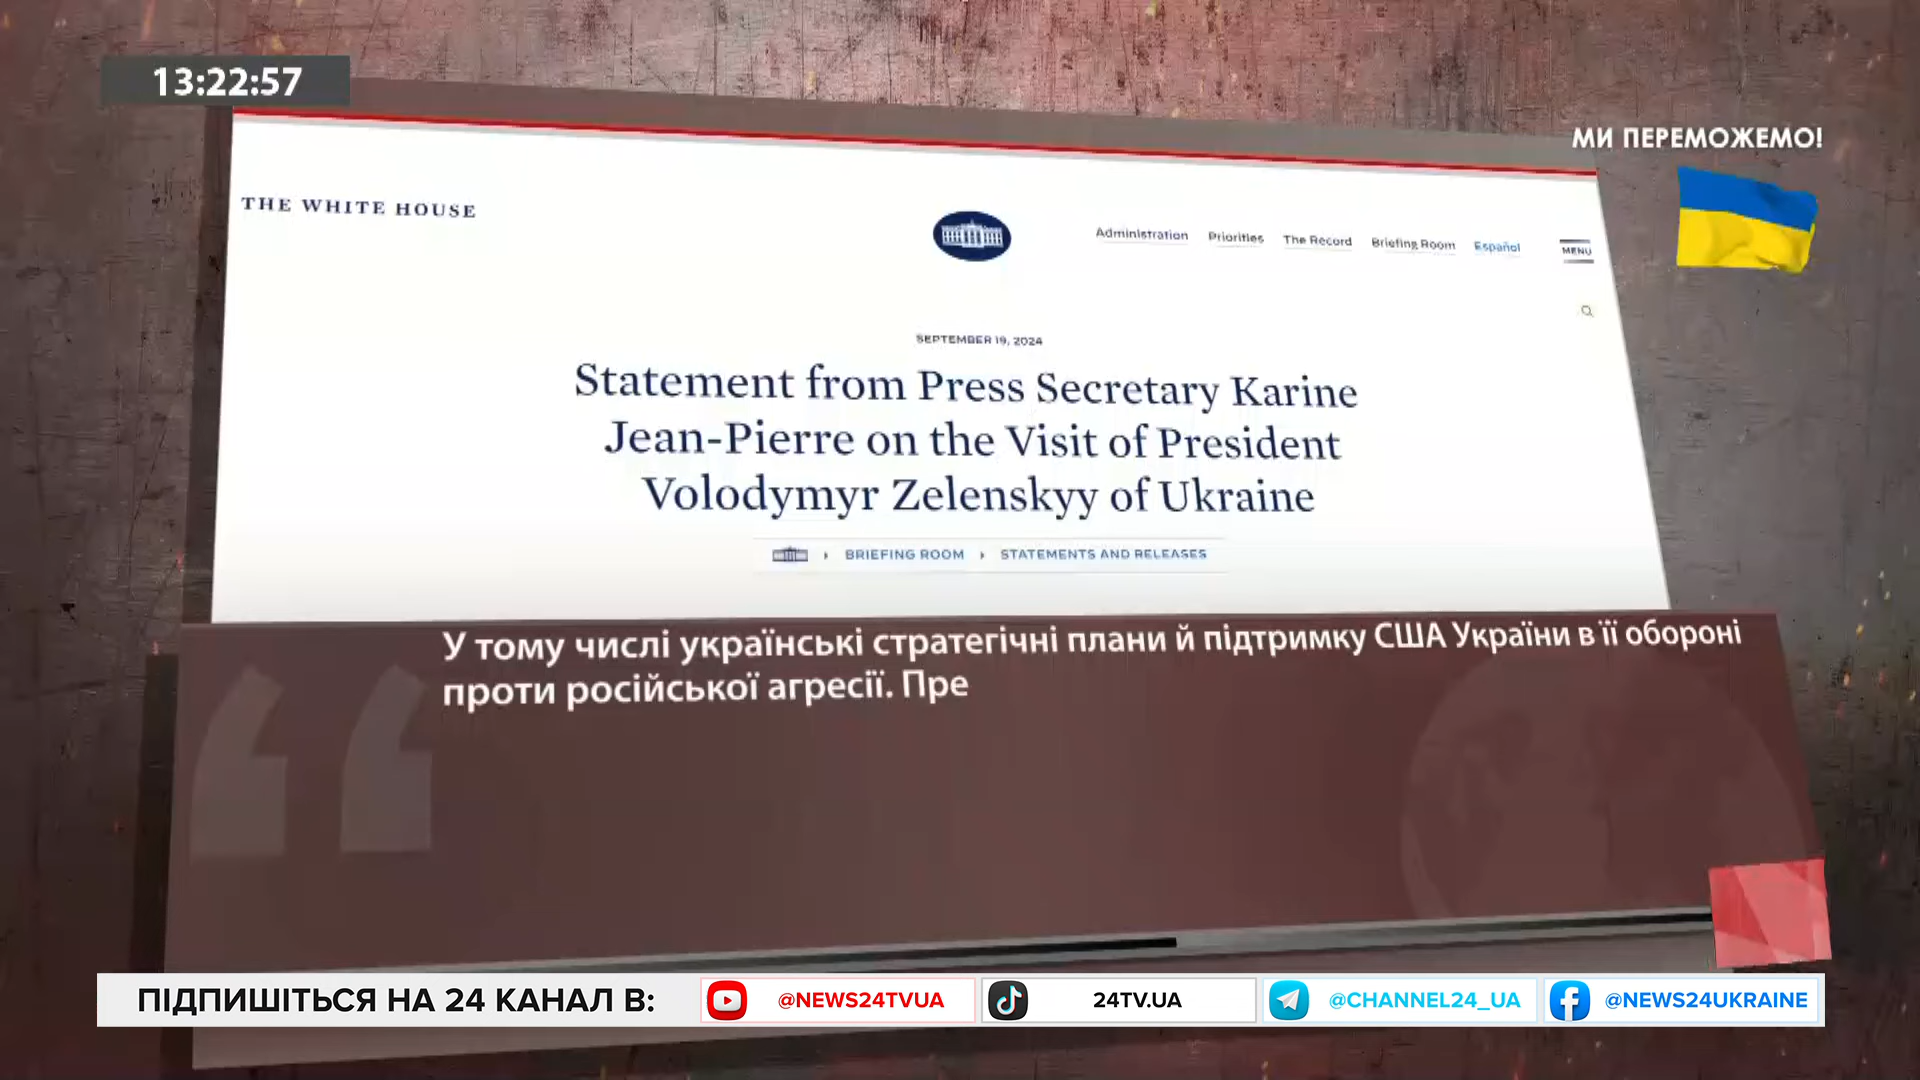 13:22:57
МИ ПЕРЕМОЖЕМО!
THE WHITE HOUSE
Administration
Priorities
The Record
Briefing Room
Español
MENU
SEPTEMBER 19, 2024
Statement from Press Secretary Karine
Jean-Pierre on the Visit of President
Volodymyr Zelenskyy of Ukraine
BRIEFING ROOM › STATEMENTS AND RELEASES
У тому числі українські стратегічні плани й підтримку США України в її обороні
проти російської агресії. Пре
ПІДПИШІТЬСЯ НА 24 КАНАЛ В:
@NEWS24TVUA
24TV.UA
@CHANNEL24_UA
@NEWS24UKRAINE